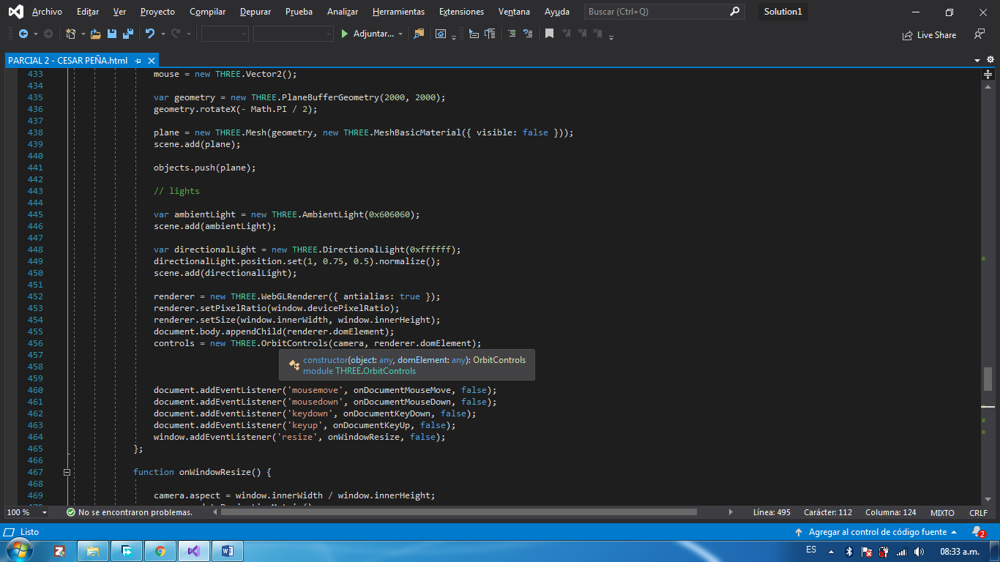 Archivo Editar Ver Proyecto Compilar Depurar Prueba Analizar Herramientas Extensiones Ventana Ayuda Buscar (Ctrl+Q) Solution1
Adjuntar... Live Share
PARCIAL 2 - CESAR PEÑA.html
433 mouse = new THREE.Vector2();
434
435 var geometry = new THREE.PlaneBufferGeometry(2000, 2000);
436 geometry.rotateX(- Math.PI / 2);
437
438 plane = new THREE.Mesh(geometry, new THREE.MeshBasicMaterial({ visible: false }));
439 scene.add(plane);
440
441 objects.push(plane);
442
443 // lights
444
445 var ambientLight = new THREE.AmbientLight(0x606060);
446 scene.add(ambientLight);
447
448 var directionalLight = new THREE.DirectionalLight(0xffffff);
449 directionalLight.position.set(1, 0.75, 0.5).normalize();
450 scene.add(directionalLight);
451
452 renderer = new THREE.WebGLRenderer({ antialias: true });
453 renderer.setPixelRatio(window.devicePixelRatio);
454 renderer.setSize(window.innerWidth, window.innerHeight);
455 document.body.appendChild(renderer.domElement);
456 controls = new THREE.OrbitControls(camera, renderer.domElement);
457
constructor(object: any, domElement: any): OrbitControls
458
module THREE.OrbitControls
459
460 document.addEventListener('mousemove', onDocumentMouseMove, false);
461 document.addEventListener('mousedown', onDocumentMouseDown, false);
462 document.addEventListener('keydown', onDocumentKeyDown, false);
463 document.addEventListener('keyup', onDocumentKeyUp, false);
464 window.addEventListener('resize', onWindowResize, false);
465 };
466
467 function onWindowResize() {
468
469 camera.aspect = window.innerWidth / window.innerHeight;
100 % No se encontraron problemas. Línea: 495 Carácter: 112 Columna: 124 MIXTO CRLF
Listo Agregar al control de código fuente 2
ES 08:33 a.m.